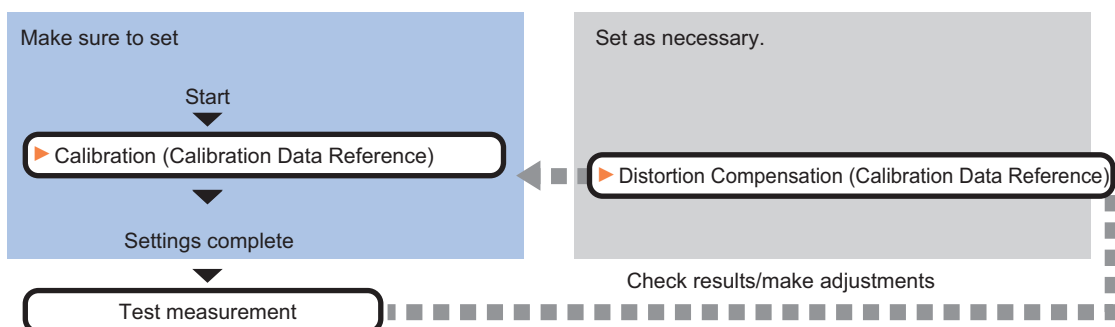 Make sure to set
Set as necessary.
Start
Calibration (Calibration Data Reference)
Distortion Compensation (Calibration Data Reference)
Settings complete
Check results/make adjustments
Test measurement